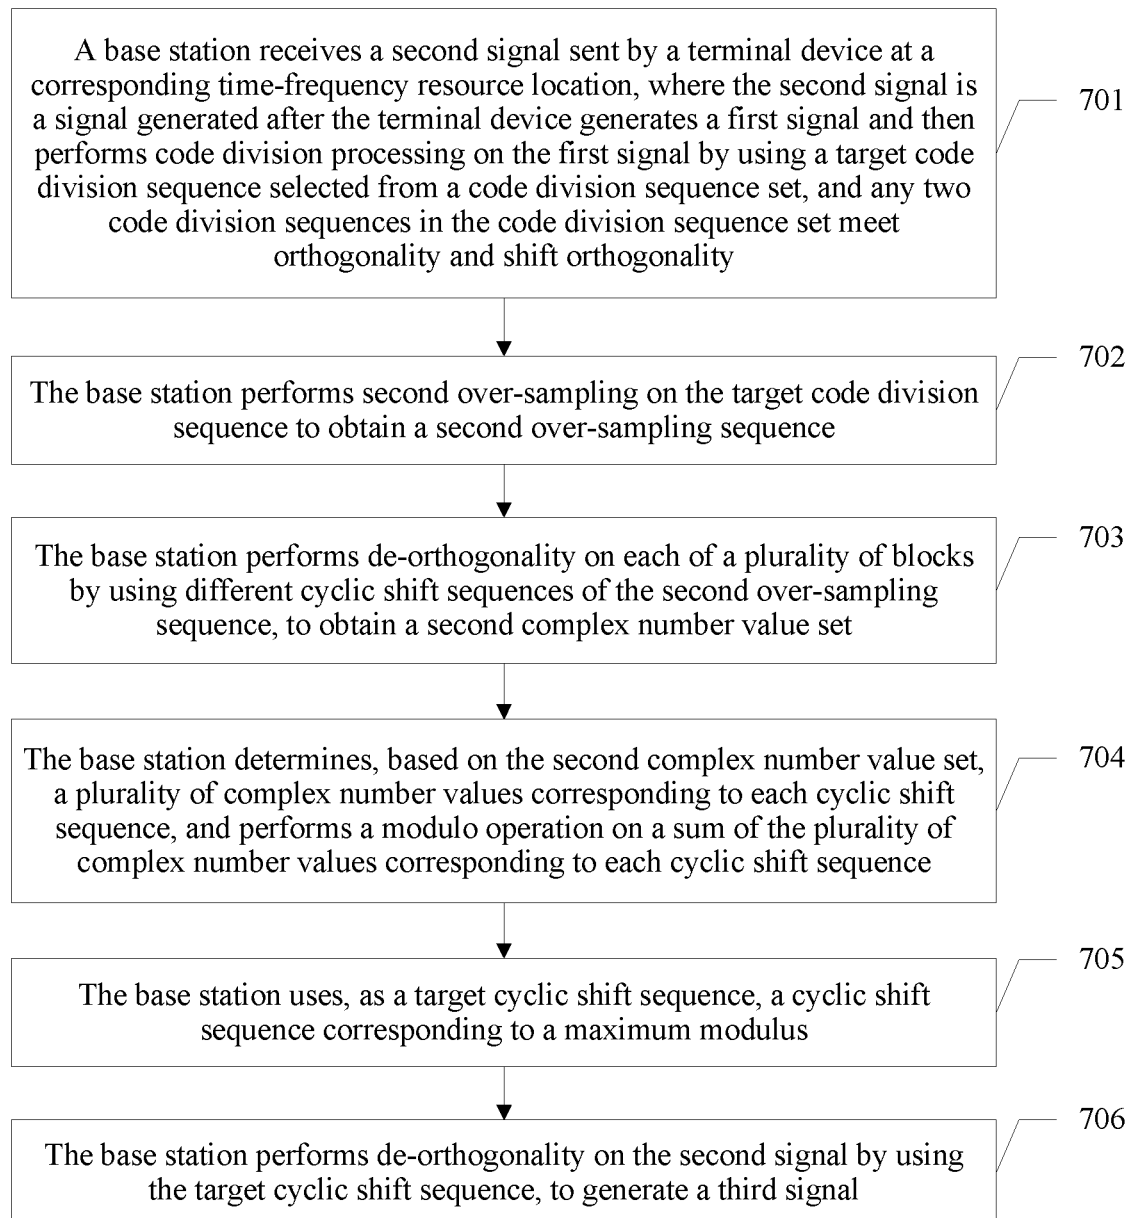 A base station receives a second signal sent by a terminal device at a
corresponding time-frequency resource location, where the second signal is
a signal generated after the terminal device generates a first signal and then
performs code division processing on the first signal by using a target code
division sequence selected from a code division sequence set, and any two
code division sequences in the code division sequence set meet
orthogonality and shift orthogonality
701
The base station performs second over-sampling on the target code division
sequence to obtain a second over-sampling sequence
702
The base station performs de-orthogonality on each of a plurality of blocks
by using different cyclic shift sequences of the second over-sampling
sequence, to obtain a second complex number value set
703
The base station determines, based on the second complex number value set,
a plurality of complex number values corresponding to each cyclic shift
sequence, and performs a modulo operation on a sum of the plurality of
complex number values corresponding to each cyclic shift sequence
704
The base station uses, as a target cyclic shift sequence, a cyclic shift
sequence corresponding to a maximum modulus
705
The base station performs de-orthogonality on the second signal by using
the target cyclic shift sequence, to generate a third signal
706